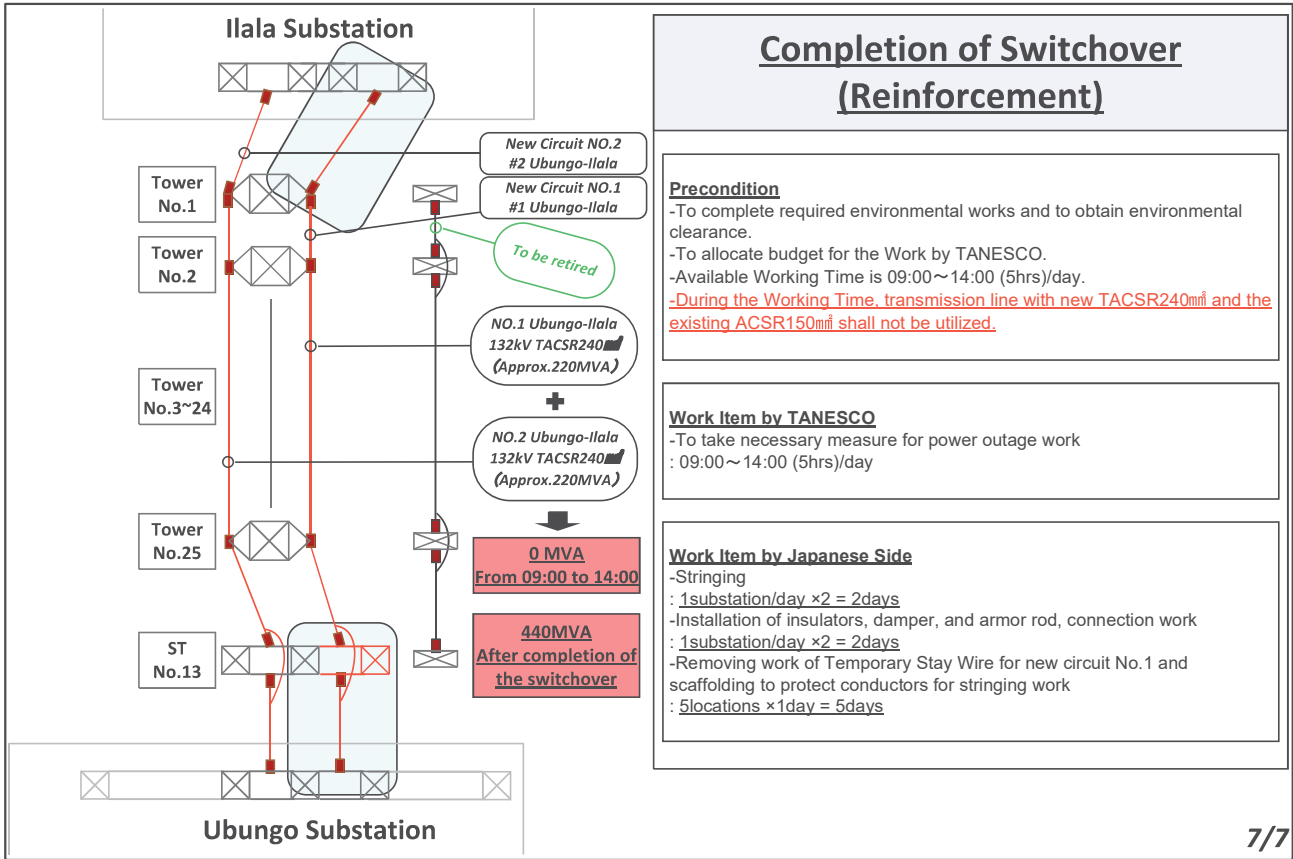 Ilala Substation
Tower
No.1
Tower
No.2
Tower
No.3~24
Tower
No.25
ST
No.13
Ubungo Substation
New Circuit NO.2
#2 Ubungo-Ilala
New Circuit NO.1
#1 Ubungo-Ilala
To be retired
NO.1 Ubungo-Ilala
132kV TACSR240
(Approx.220MVA)
+
NO.2 Ubungo-Ilala
132kV TACSR240
(Approx.220MVA)
0 MVA
From 09:00 to 14:00
440MVA
After completion of
the switchover
Completion of Switchover
(Reinforcement)
Precondition
-To complete required environmental works and to obtain environmental
clearance.
-To allocate budget for the Work by TANESCO.
-Available Working Time is 09:00～14:00 (5hrs)/day.
-During the Working Time, transmission line with new TACSR240㎟ and the
existing ACSR150㎟ shall not be utilized.
Work Item by TANESCO
-To take necessary measure for power outage work
: 09:00～14:00 (5hrs)/day
Work Item by Japanese Side
-Stringing
: 1substation/day ×2 = 2days
-Installation of insulators, damper, and armor rod, connection work
: 1substation/day ×2 = 2days
-Removing work of Temporary Stay Wire for new circuit No.1 and
scaffolding to protect conductors for stringing work
: 5locations ×1day = 5days
7/7